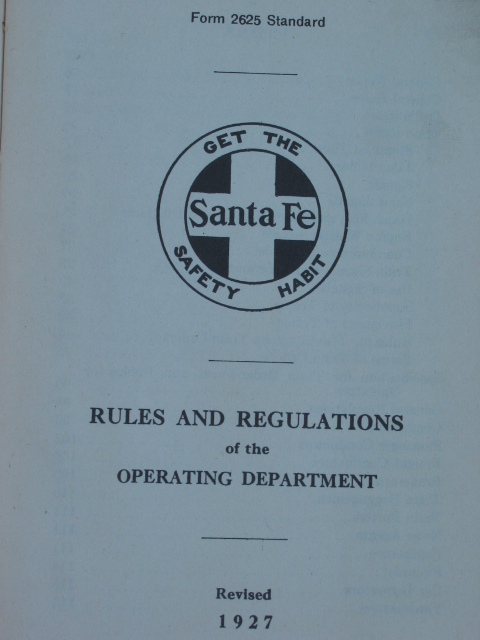 Form 2625 Standard
GET THE
Santa Fe
SAFETY HABIT
RULES AND REGULATIONS
of the
OPERATING DEPARTMENT
Revised
1927